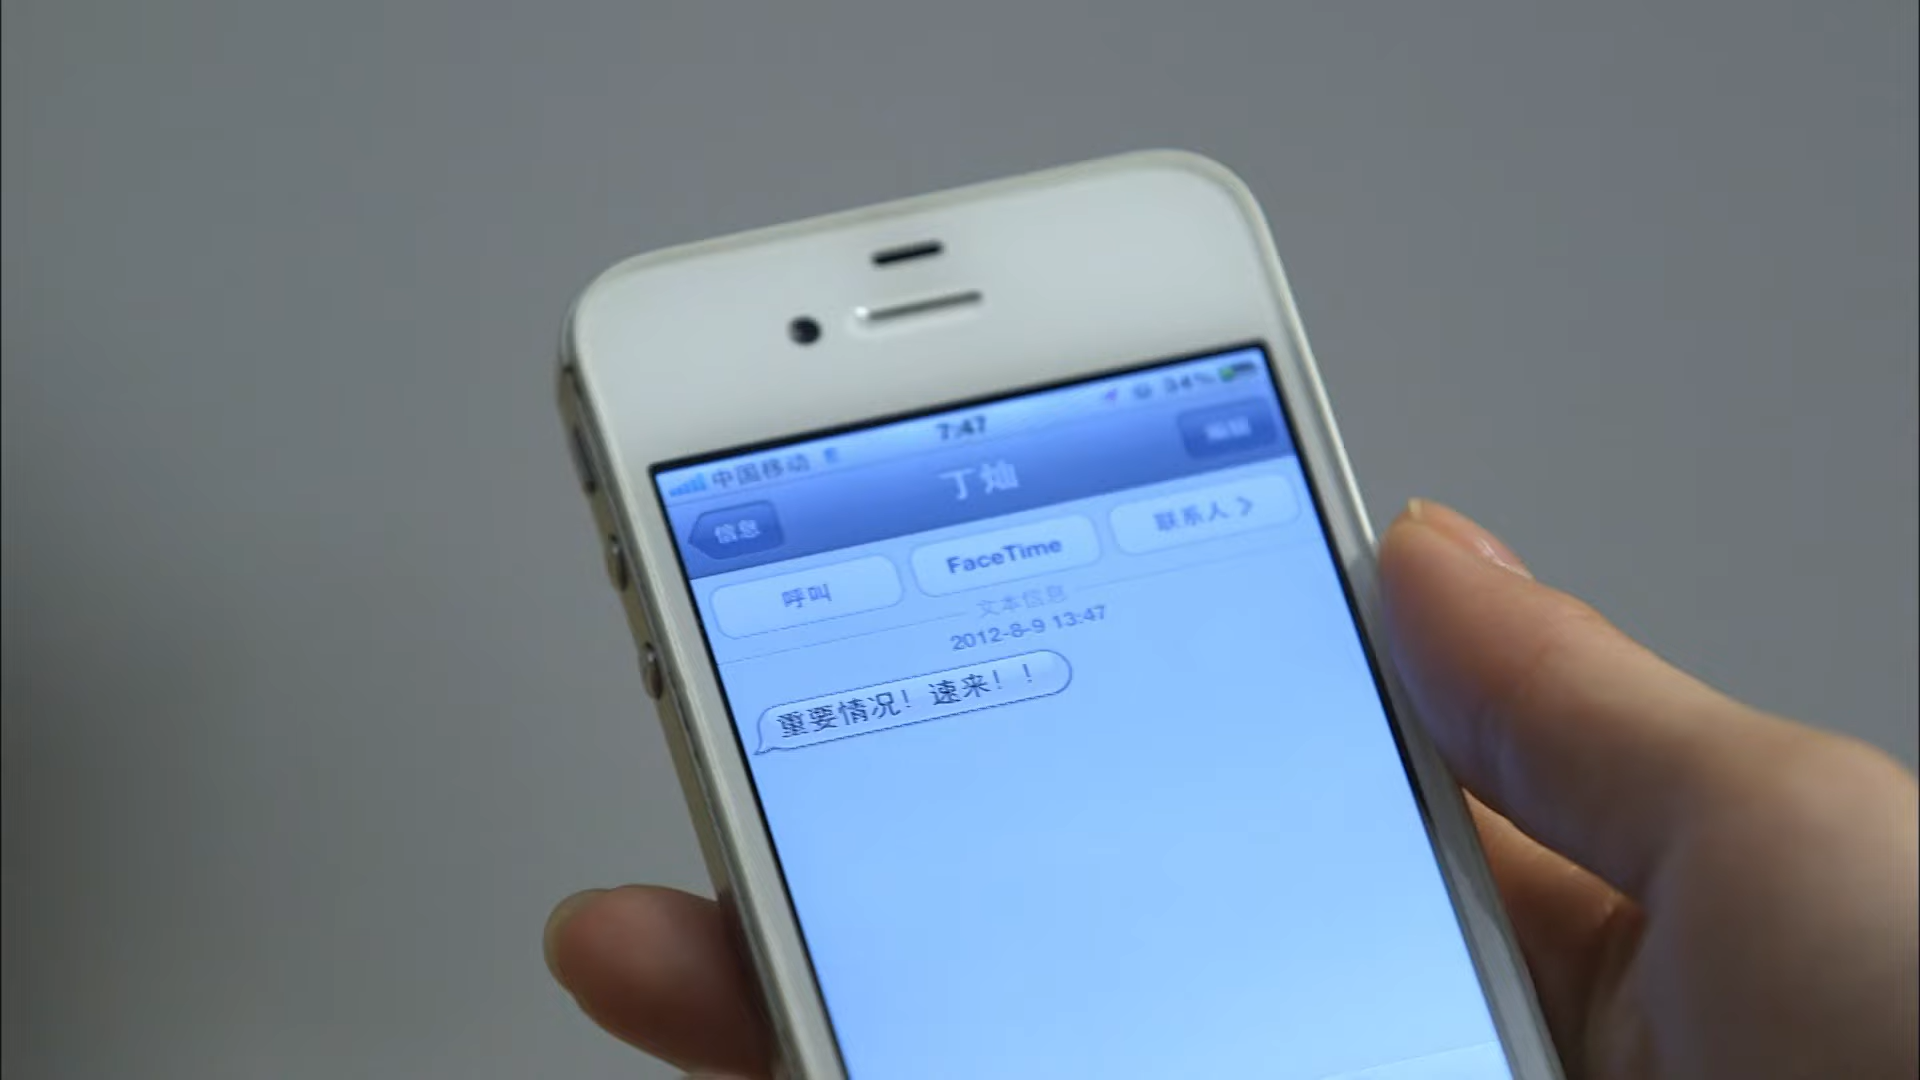 中国移动
7:47
34%
信息
丁灿
编辑
呼叫
FaceTime
联系人
文本信息
2012-8-9 13:47
重要情况！速来！！